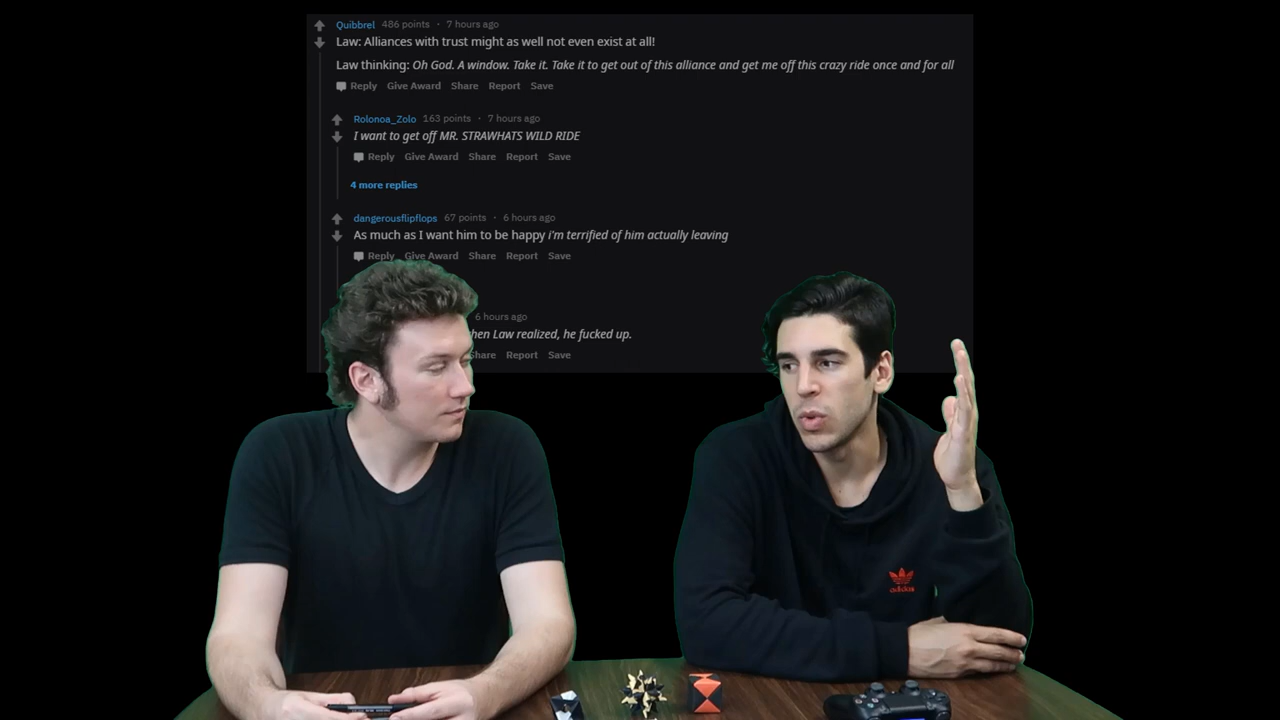 Quibbrel 486 points · 7 hours ago
Law: Alliances with trust might as well not even exist at all!
Law thinking: Oh God. A window. Take it. Take it to get out of this alliance and get me off this crazy ride once and for all
Reply Give Award Share Report Save
Rolonoa_Zolo 163 points · 7 hours ago
I want to get off MR. STRAWHATS WILD RIDE
Reply Give Award Share Report Save
4 more replies
dangerousflipflops 67 points · 6 hours ago
As much as I want him to be happy i'm terrified of him actually leaving
Reply Give Award Share Report Save
6 hours ago
when Law realized, he fucked up.
Share Report Save
adidas